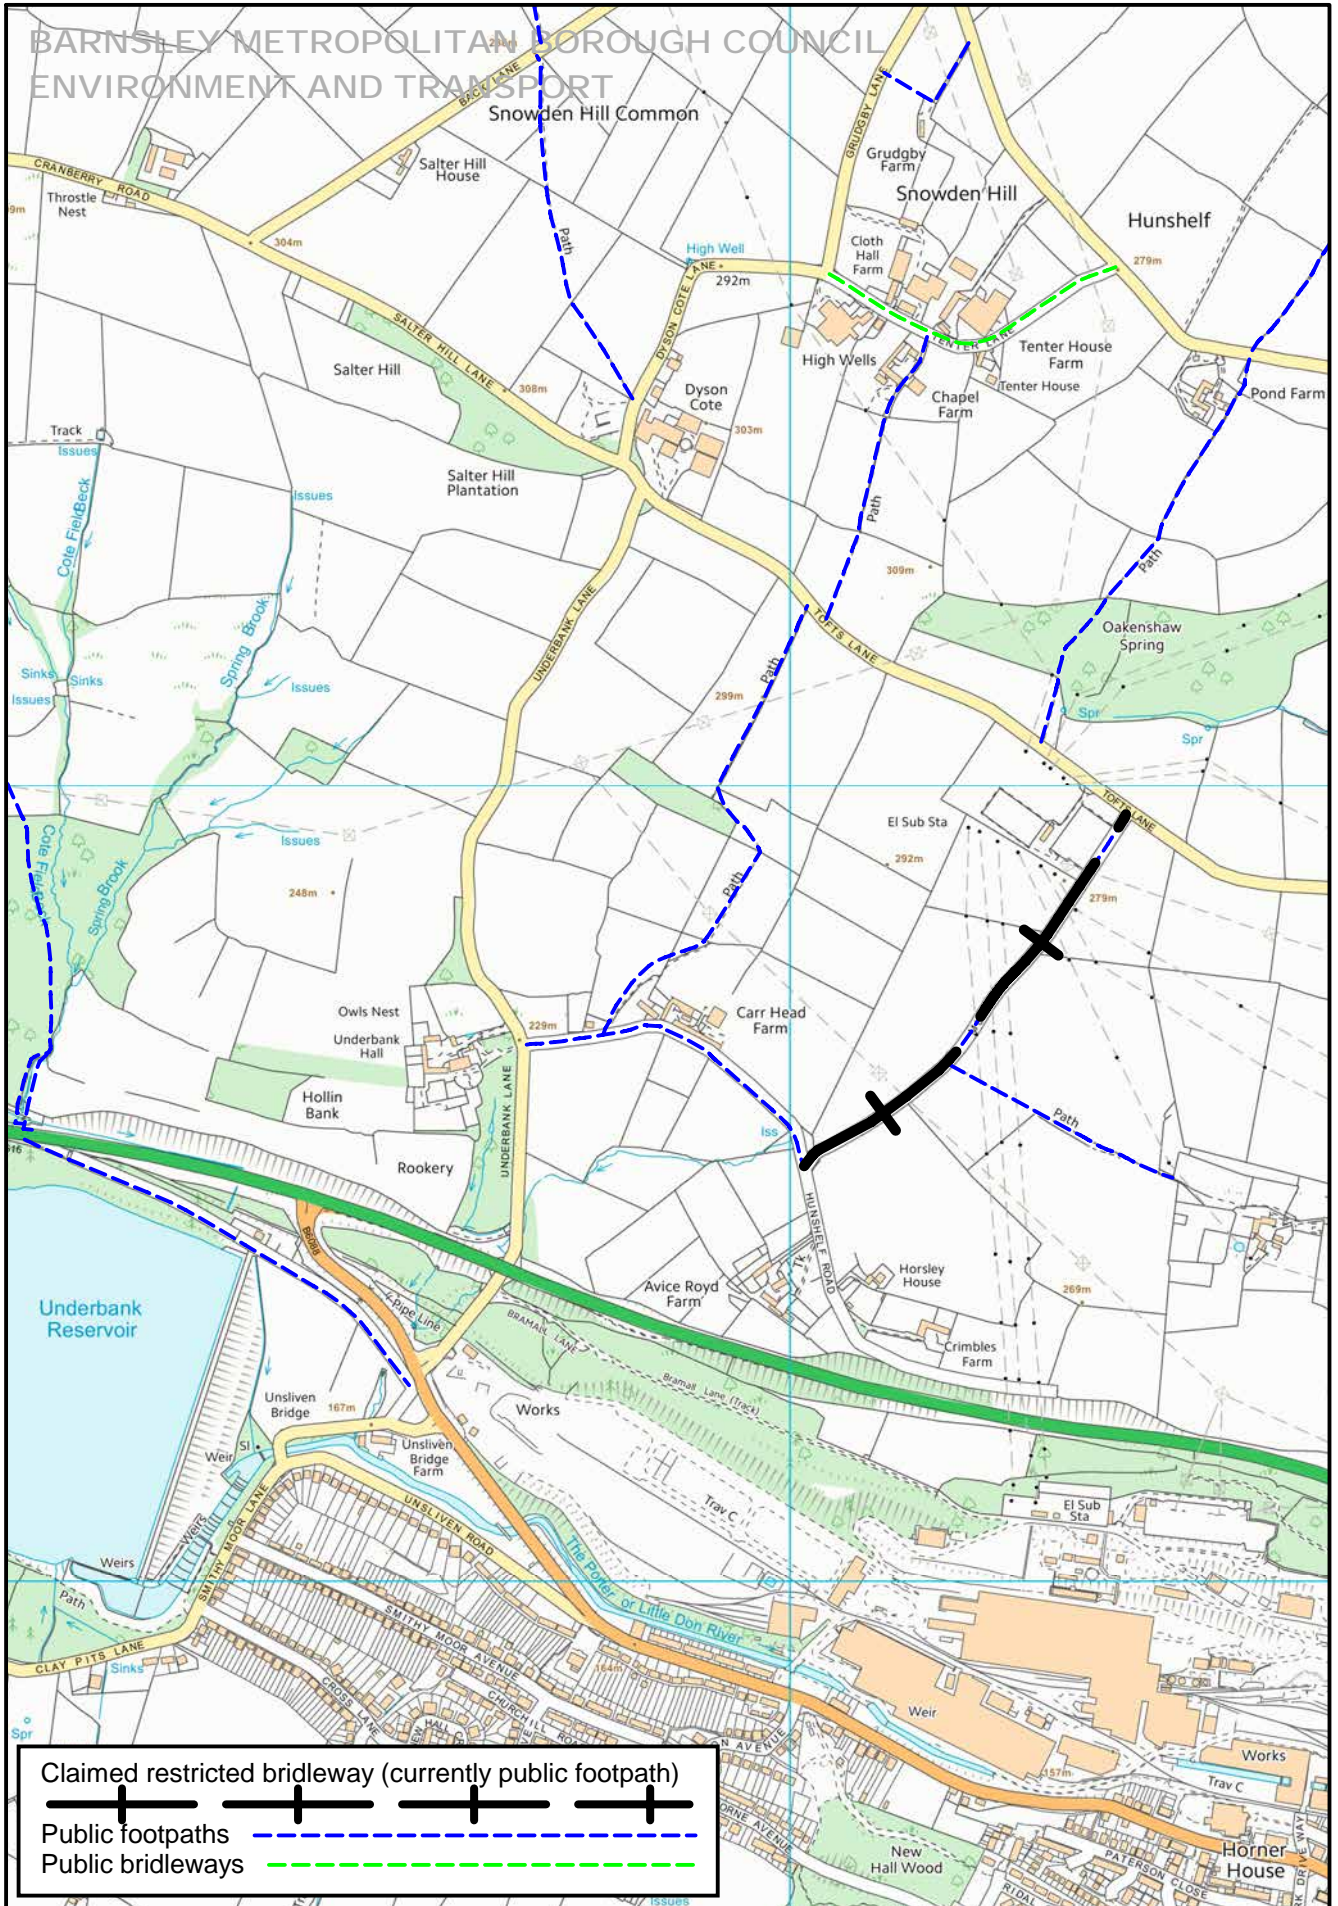 BARNSLEY METROPOLITAN BOROUGH COUNCIL
ENVIRONMENT AND TRANSPORT
BACK LANE
Snowden Hill Common
GRUDGBY LANE
Grudgby
Farm
Snowden Hill
Hunshelf
CRANBERRY ROAD
Throstle
Nest
Salter Hill
House
304m
Path
High Well
292m
Cloth
Hall
Farm
279m
DYSON COTE LANE
SALTER HILL LANE
Salter Hill
308m
High Wells
TENTER LANE
Tenter House
Farm
Tenter House
Chapel
Farm
Pond Farm
Dyson
Cote
303m
Track
Issues
Salter Hill
Plantation
Issues
Cote Field Beck
Path
309m
Path
Spring Brook
UNDERBANK LANE
TOFTS LANE
Oakenshaw
Spring
Sinks
Sinks
Issues
Issues
Path
299m
Spr
Spr
TOFTS LANE
El Sub Sta
292m
279m
Issues
Spring Brook
248m
Path
Owls Nest
Underbank
Hall
229m
Carr Head
Farm
Hollin
Bank
UNDERBANK LANE
Rookery
Iss
Path
616
B6088
HUNSHELF ROAD
Tk
Horsley
House
Avice Royd
Farm
269m
Underbank
Reservoir
Pipe Line
BRAMALL LANE
Crimbles
Farm
Bramall Lane (Track)
Unsliven
Bridge
167m
Works
Weir
SI
Unsliven
Bridge
Farm
UNSLIVEN ROAD
Trav C
El Sub
Sta
Weirs
Weirs
SMITHY MOOR LANE
Path
The Porter or Little Don River
CLAY PITS LANE
Sinks
SMITHY MOOR AVENUE
164m
CROSS LANE
CHURCHILL ROAD
Spr
Weir
Works
Trav C
157m
Claimed restricted bridleway (currently public footpath)
Public footpaths
Public bridleways
New
Hall Wood
PATERSON CLOSE
Horner
House
Issues